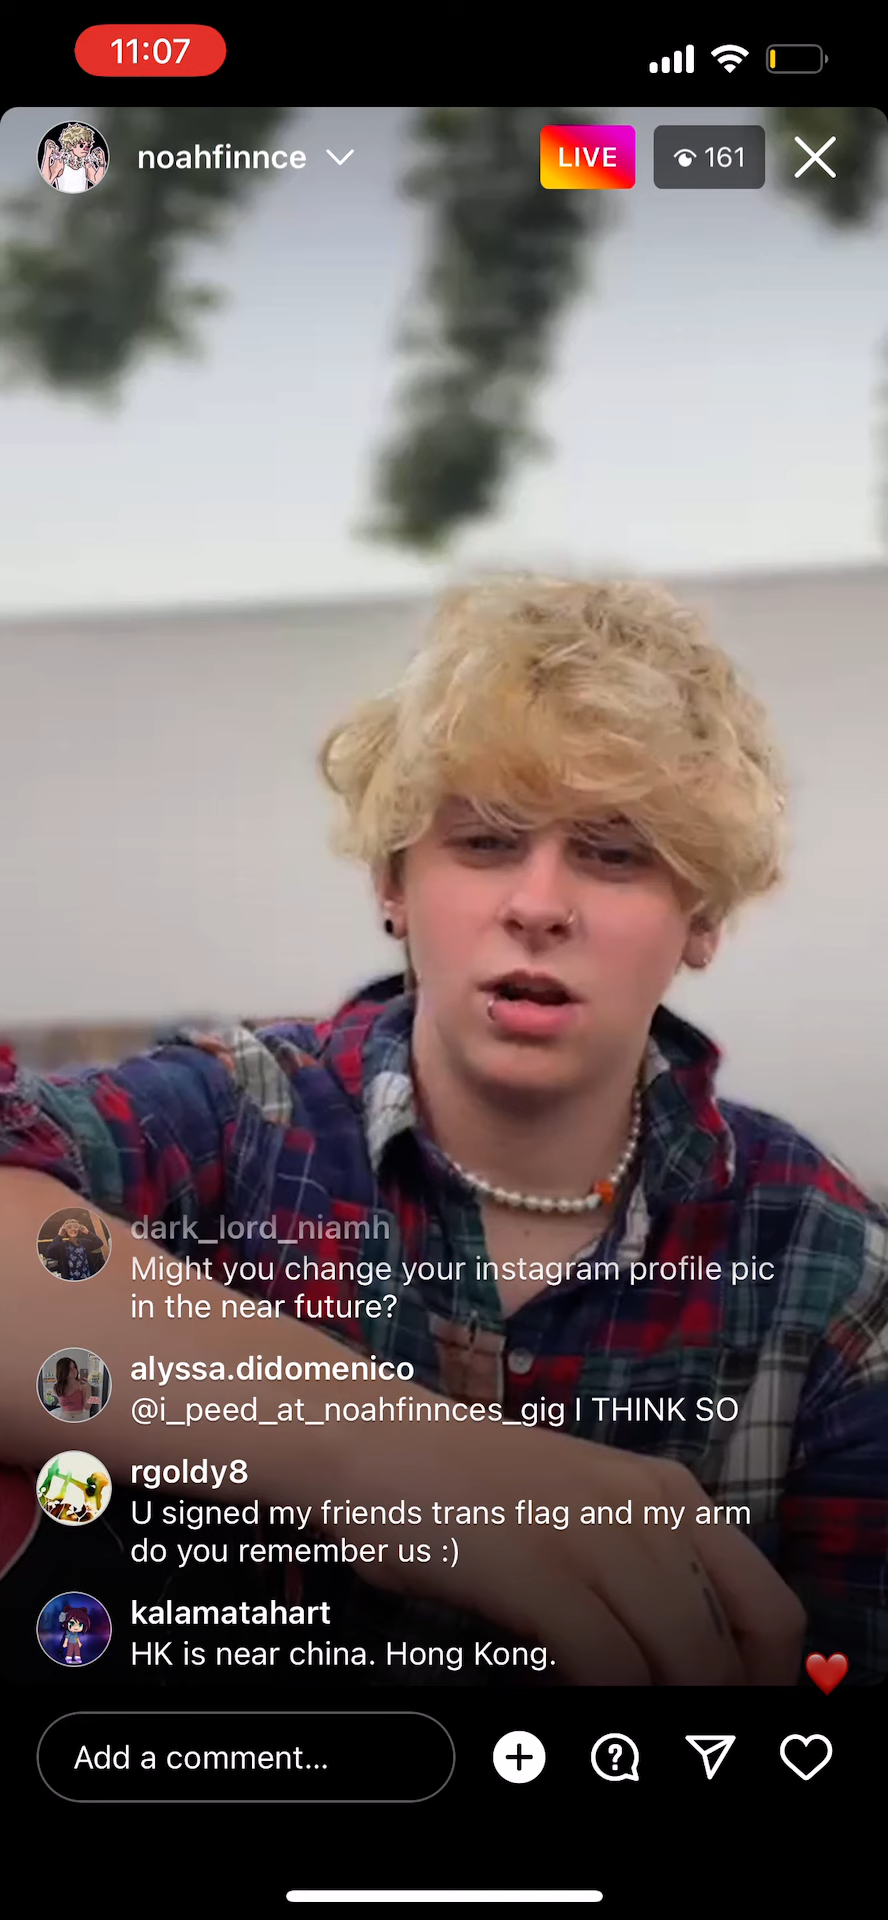 11:07
noahfinnce
LIVE
161
dark_lord_niamh
Might you change your instagram profile pic
in the near future?
alyssa.didomenico
@i_peed_at_noahfinnces_gig I THINK SO
rgoldy8
U signed my friends trans flag and my arm
do you remember us :)
kalamatahart
HK is near china. Hong Kong.
Add a comment...